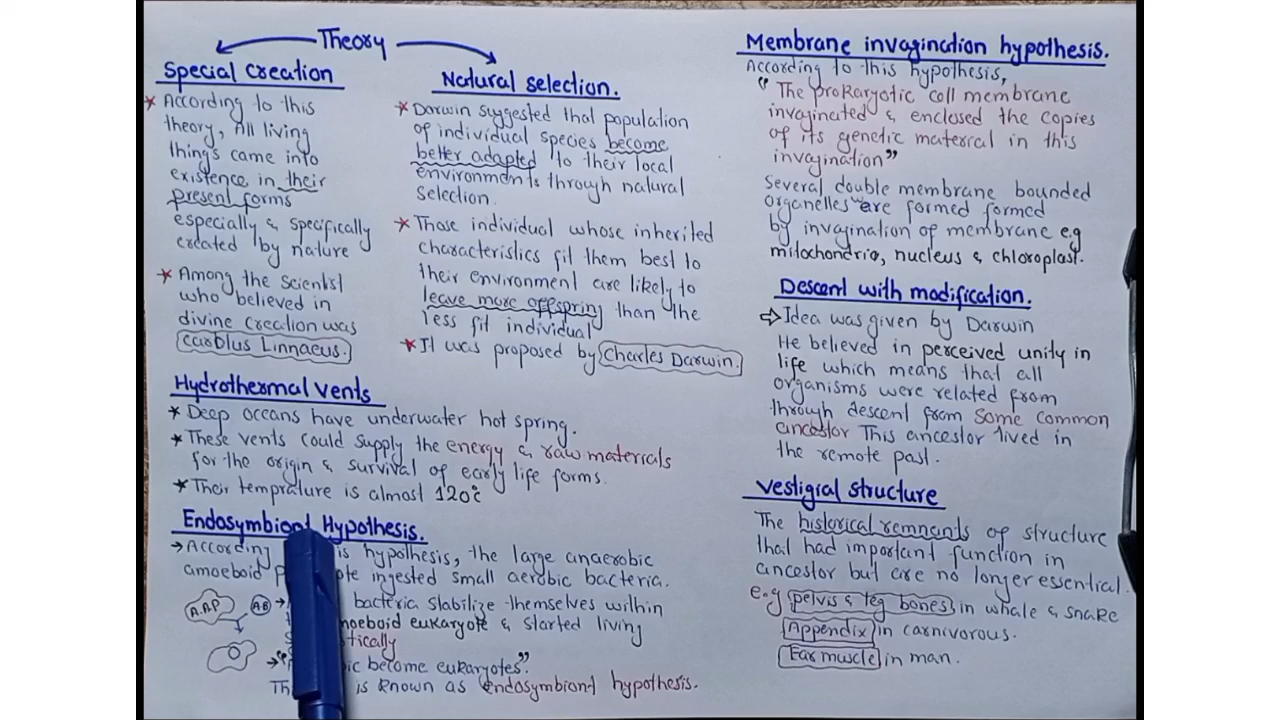 Theory
Special creation
* According to this
theory, All living
things came into
existence in their
present forms
especially & specifically
created by nature
* Among the Scientist
who believed in
divine creation was
carolus Linnaeus.
Natural selection.
* Darwin suggested that population
of individual species become
better adapted to their local
environments through natural
Selection.
* Those individual whose inherited
characteristics fit them best to
their environment are likely to
leave more offspring than the
less fit individual
* It was proposed by Charles Darwin.
Hydrothermal vents
* Deep oceans have underwater hot spring.
* These vents could supply the energy & raw materials
for the origin & survival of early life forms.
* Their temprature is almost 120°c
Endosymbiont Hypothesis.
→ According is hypothesis, the large anaerobic
amoeboid ingested small aerobic bacteria.
A.A.P AB → bacteria stabilize themselves within
amoeboid eukaryote & started living
→ become eukaryotes".
is known as endosymbiont hypothesis.
Membrane invagination hypothesis.
According to this hypothesis,
"The proKaryotic cell membrane
invaginated & enclosed the copies
of its genetic material in this
invagination"
Several double membrane bounded
organelles were formed formed
by invagination of membrane e.g
mitochondria, nucleus & chloroplast.
Descent with modification.
⇒ Idea was given by Darwin
He believed in perceived unity in
life which means that all
organisms were related from
through descent from some common
ancestor This ancestor lived in
the remote past.
Vestigial structure
The historical remnants of structure
that had important function in
ancestor but are no longer essential.
e.g pelvis & leg bones in whale & snake
Appendix in carnivorous.
Ear muscle in man.